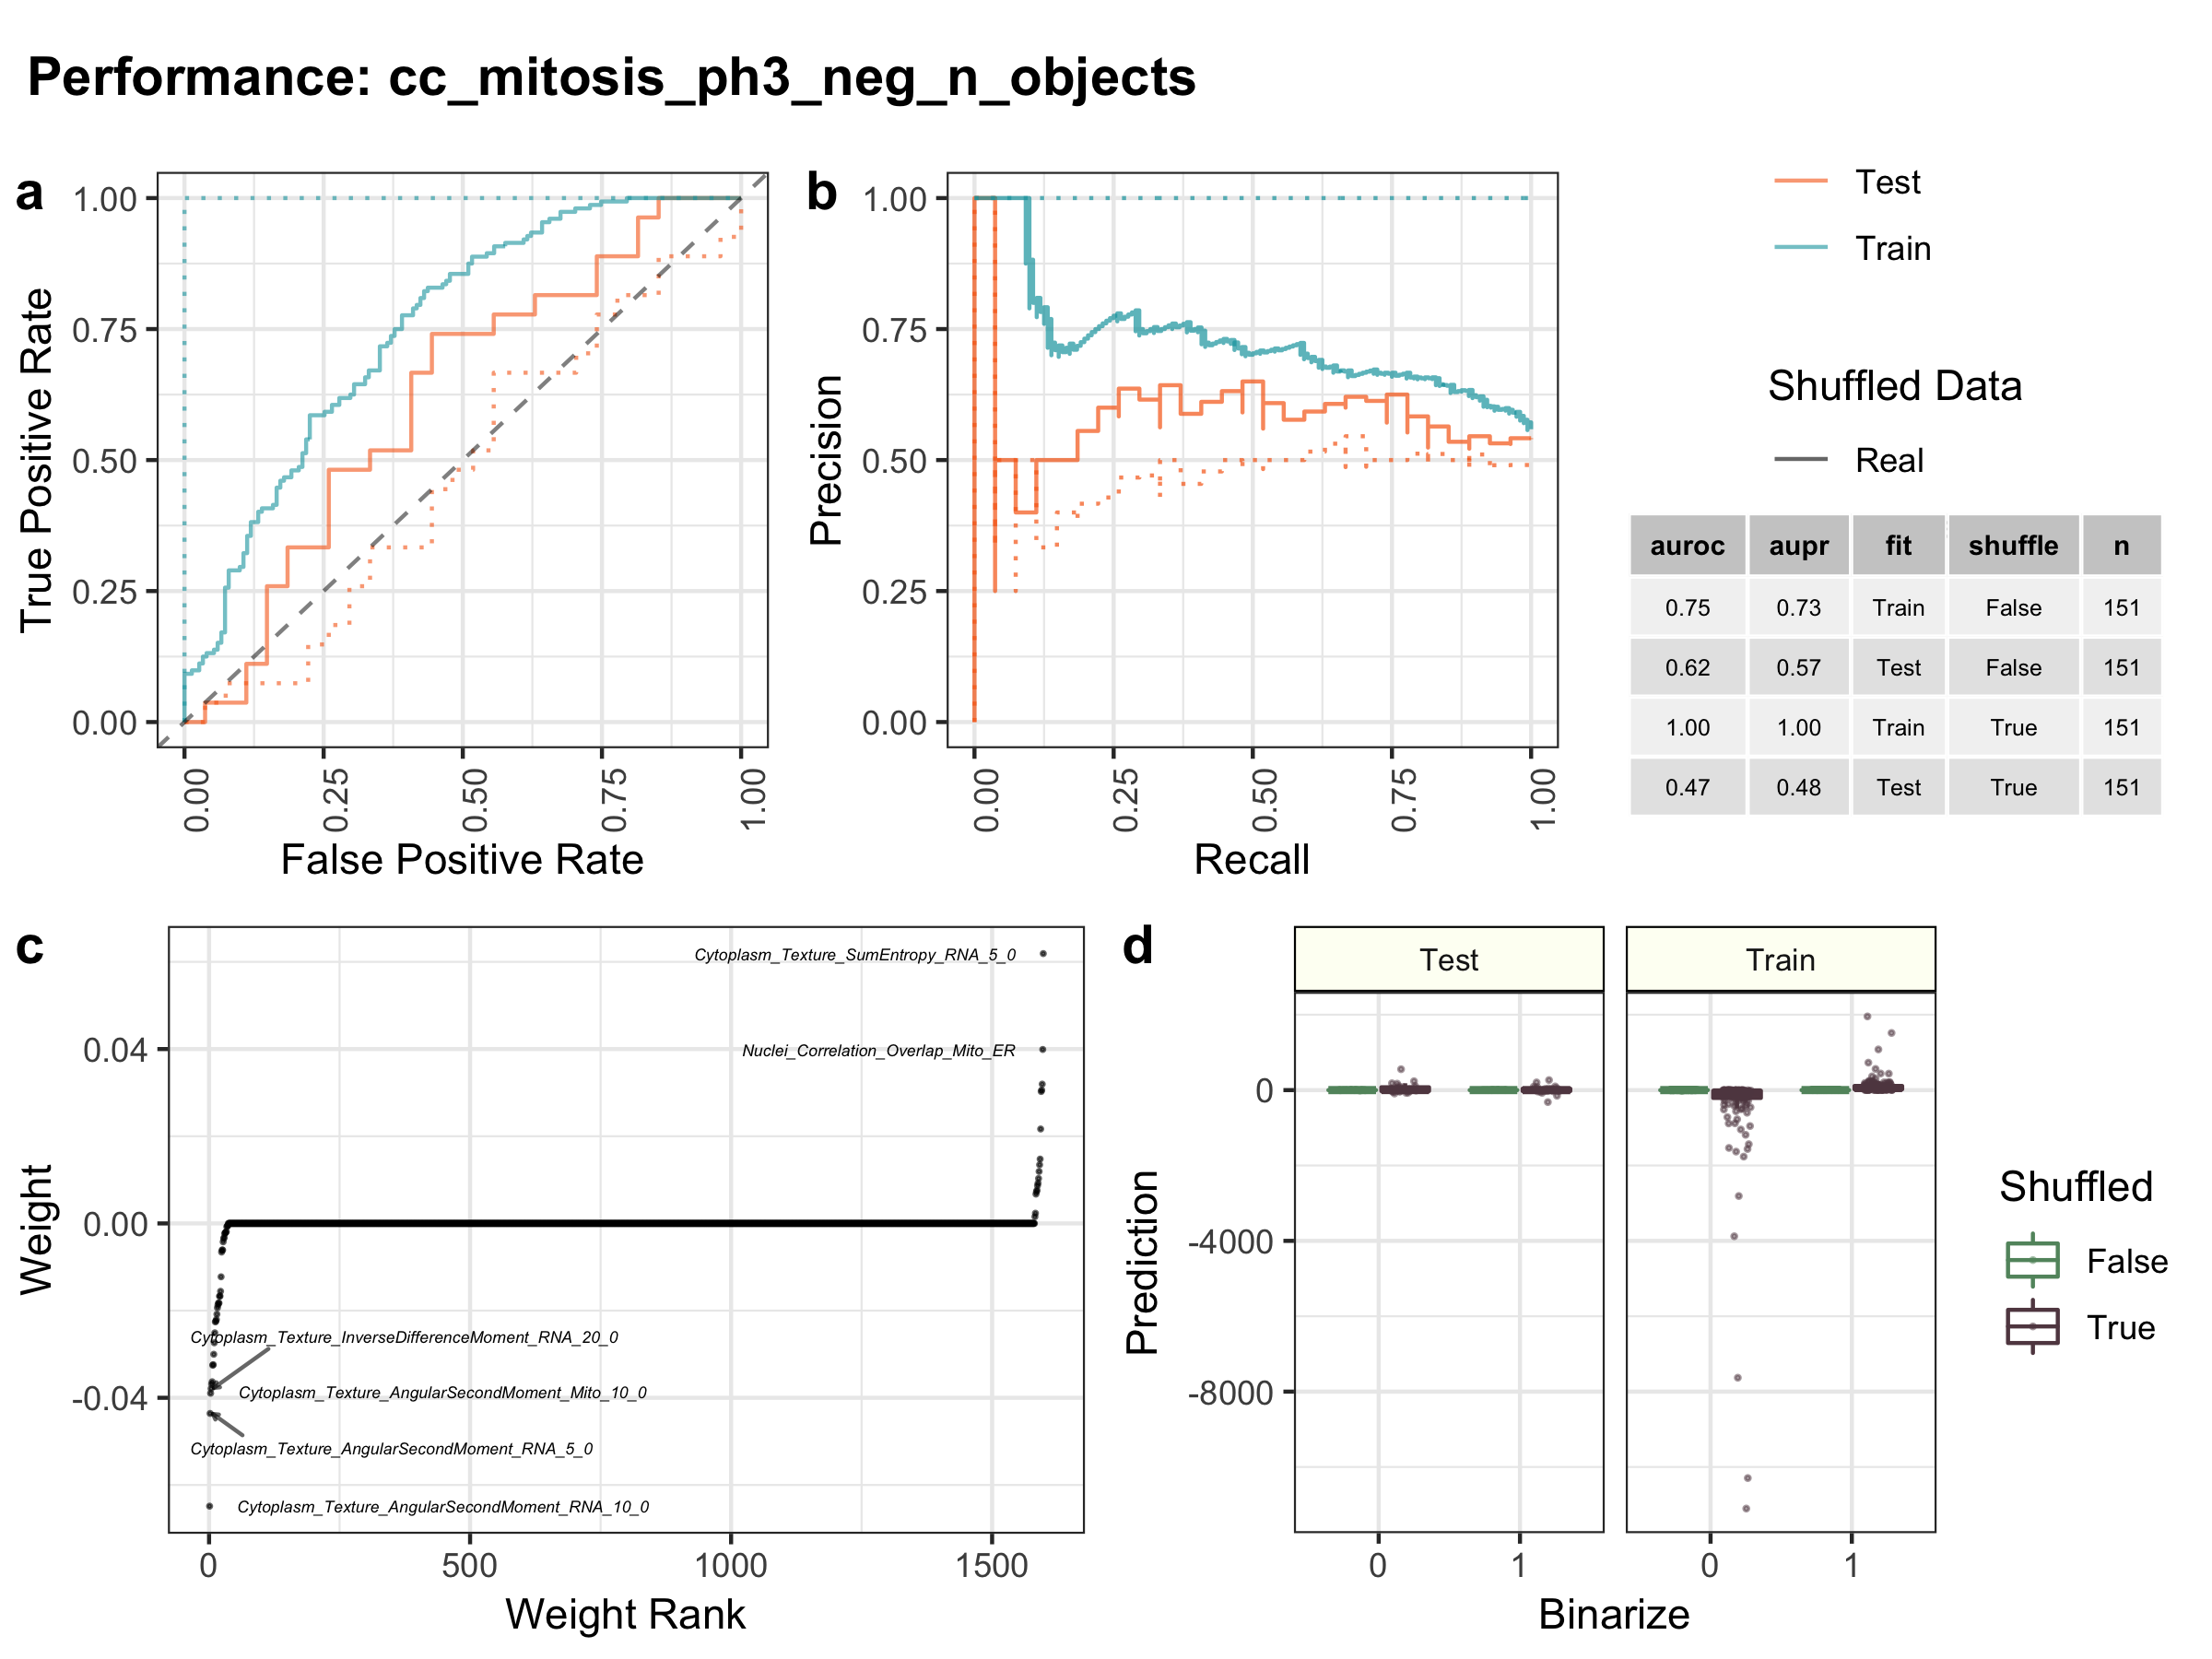 Performance: cc_mitosis_ph3_neg_n_objects
a
1.00
0.75
0.50
0.25
0.00
True Positive Rate
0.00
0.25
0.50
0.75
1.00
False Positive Rate
b
1.00
0.75
0.50
0.25
0.00
Precision
0.00
0.25
0.50
0.75
1.00
Recall
Test
Train
Shuffled Data
Real
auroc aupr fit shuffle n
0.75 0.73 Train False 151
0.62 0.57 Test False 151
1.00 1.00 Train True 151
0.47 0.48 Test True 151
c
Cytoplasm_Texture_SumEntropy_RNA_5_0
Nuclei_Correlation_Overlap_Mito_ER
Cytoplasm_Texture_InverseDifferenceMoment_RNA_20_0
Cytoplasm_Texture_AngularSecondMoment_Mito_10_0
Cytoplasm_Texture_AngularSecondMoment_RNA_5_0
Cytoplasm_Texture_AngularSecondMoment_RNA_10_0
0.04
0.00
-0.04
Weight
0
500
1000
1500
Weight Rank
d
Test
Train
0
-4000
-8000
Prediction
0
1
0
1
Binarize
Shuffled
False
True